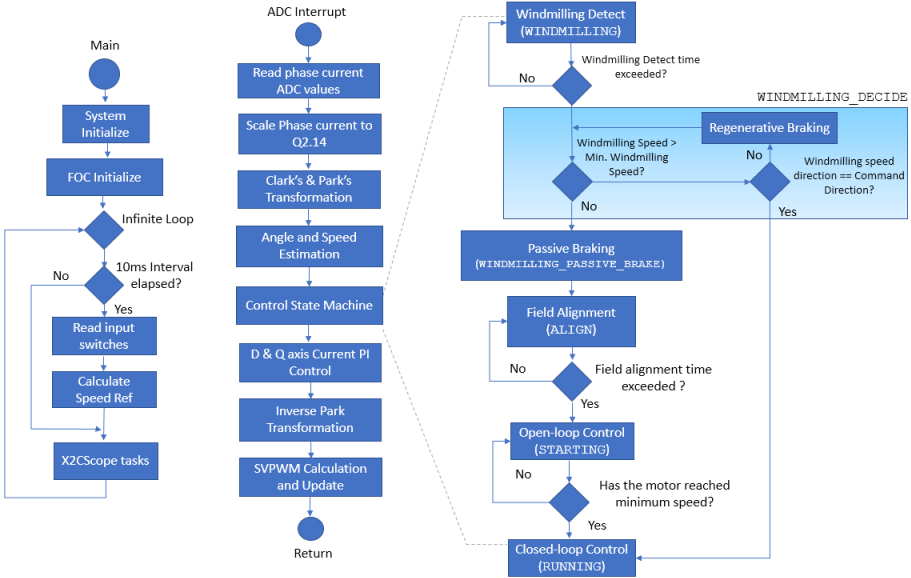 Main
System
Initialize
FOC Initialize
Infinite Loop
10ms Interval
elapsed?
No
Yes
Read input
switches
Calculate
Speed Ref
X2CScope tasks
ADC Interrupt
Read phase current
ADC values
Scale Phase current to
Q2.14
Clark's & Park's
Transformation
Angle and Speed
Estimation
Control State Machine
D & Q axis Current PI
Control
Inverse Park
Transformation
SVPWM Calculation
and Update
Return
Windmilling Detect
(WINDMILLING)
Windmilling Detect time
exceeded?
No
WINDMILLING_DECIDE
Regenerative Braking
Windmilling Speed >
Min. Windmilling
Speed?
No
Windmilling speed
direction == Command
Direction?
No
Yes
Passive Braking
(WINDMILLING_PASSIVE_BRAKE)
Field Alignment
(ALIGN)
No
Field alignment time
exceeded ?
Yes
Open-loop Control
(STARTING)
No
Has the motor reached
minimum speed?
Yes
Closed-loop Control
(RUNNING)